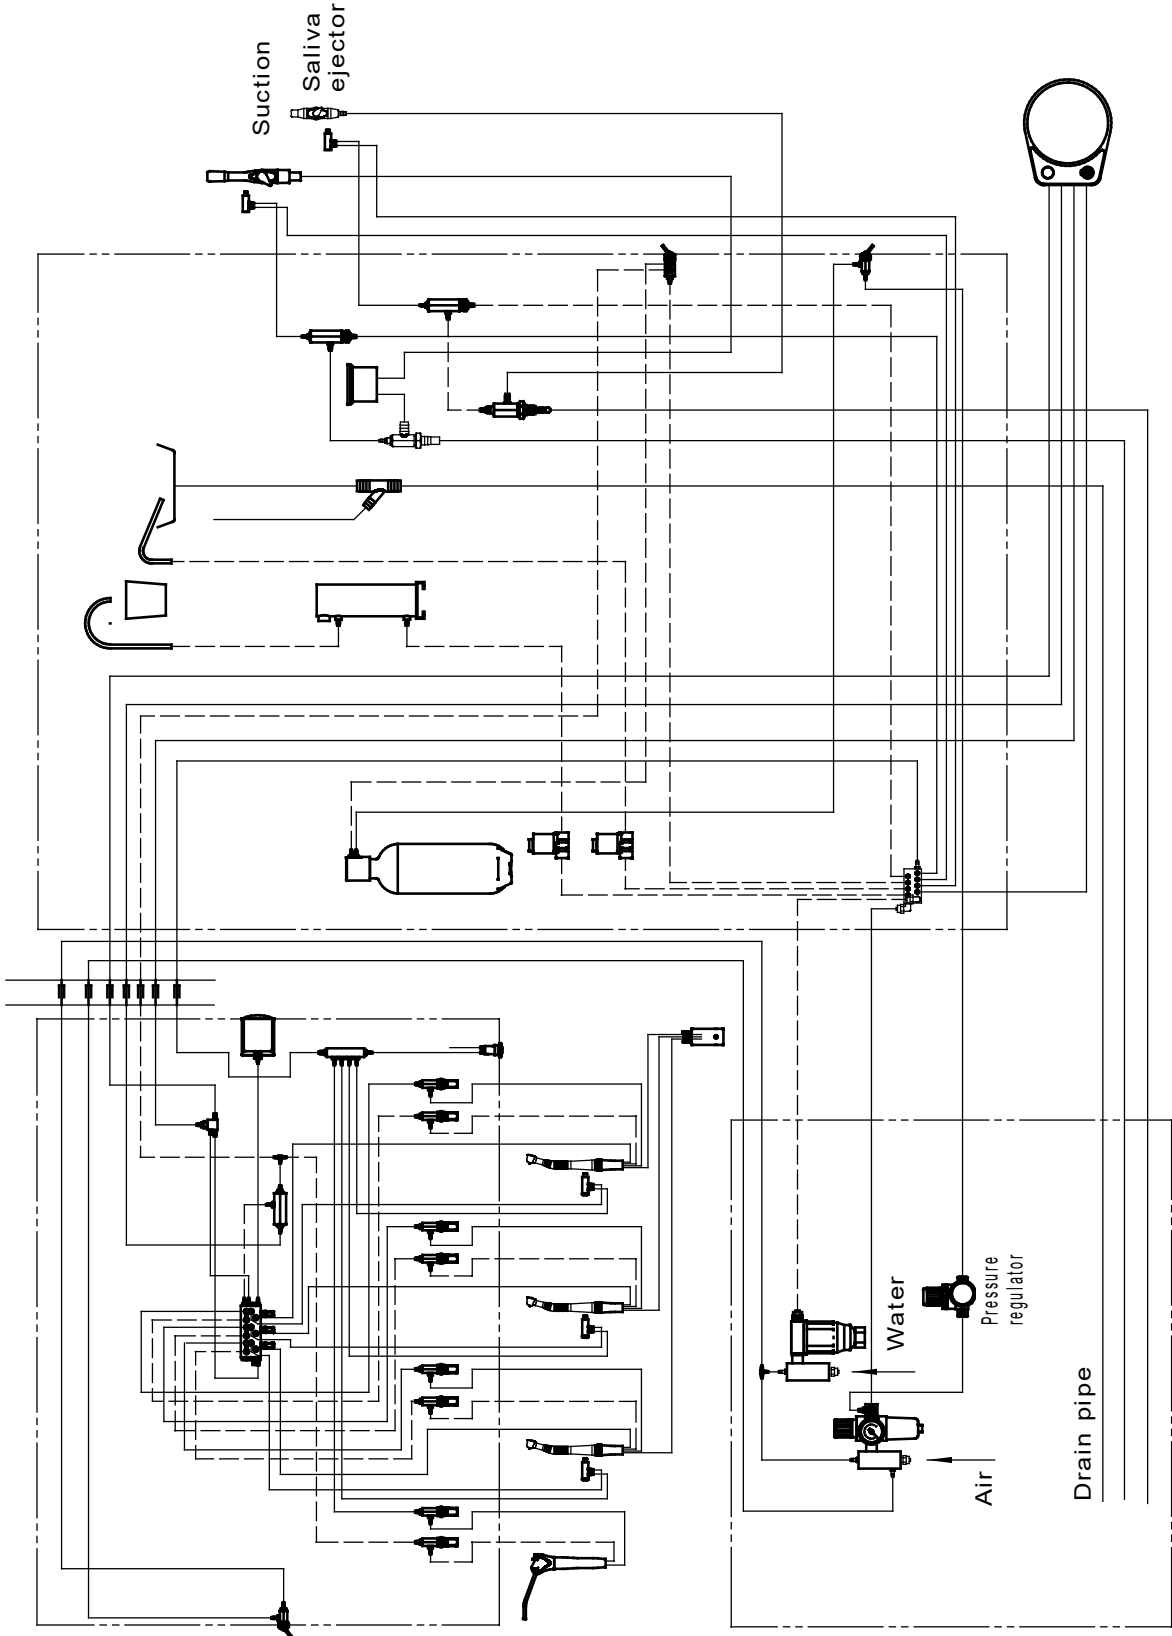 Suction
Saliva
ejector
Water
Pressure
regulator
Air
Drain pipe